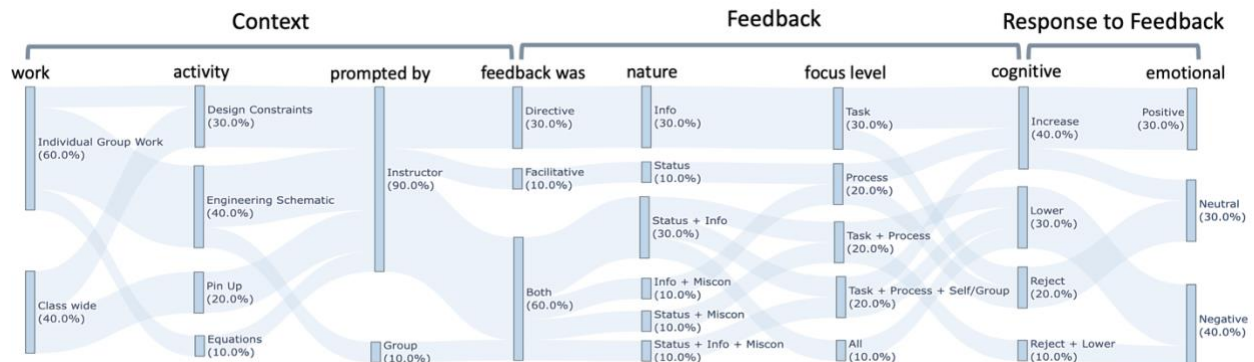 Context
Feedback
Response to Feedback
work
activity
prompted by
feedback was
nature
focus level
cognitive
emotional
Individual Group Work
(60.0%)
Class wide
(40.0%)
Design Constraints
(30.0%)
Engineering Schematic
(40.0%)
Pin Up
(20.0%)
Equations
(10.0%)
Instructor
(90.0%)
Group
(10.0%)
Directive
(30.0%)
Facilitative
(10.0%)
Both
(60.0%)
Info
(30.0%)
Status
(10.0%)
Status + Info
(30.0%)
Info + Miscon
(10.0%)
Status + Miscon
(10.0%)
Status + Info + Miscon
(10.0%)
Task
(30.0%)
Process
(20.0%)
Task + Process
(20.0%)
Task + Process + Self/Group
(20.0%)
All
(10.0%)
Increase
(40.0%)
Lower
(30.0%)
Reject
(20.0%)
Reject + Lower
(10.0%)
Positive
(30.0%)
Neutral
(30.0%)
Negative
(40.0%)